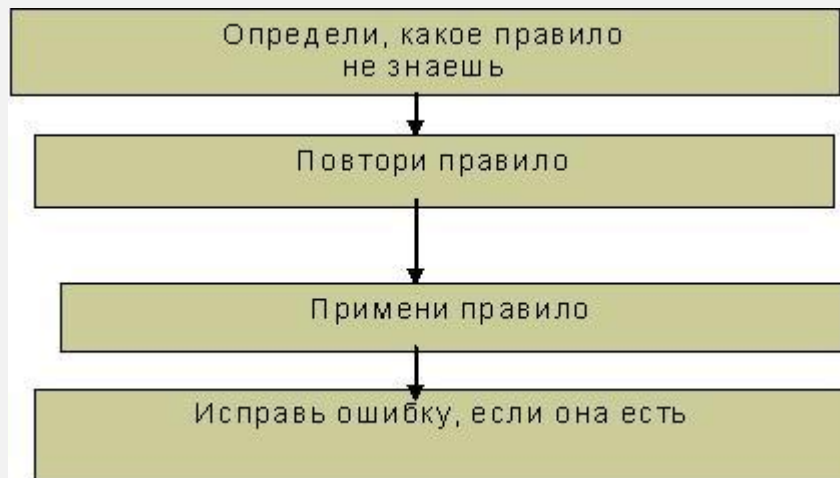 Определи, какое правило
не знаешь
Повтори правило
Примени правило
Исправь ошибку, если она есть